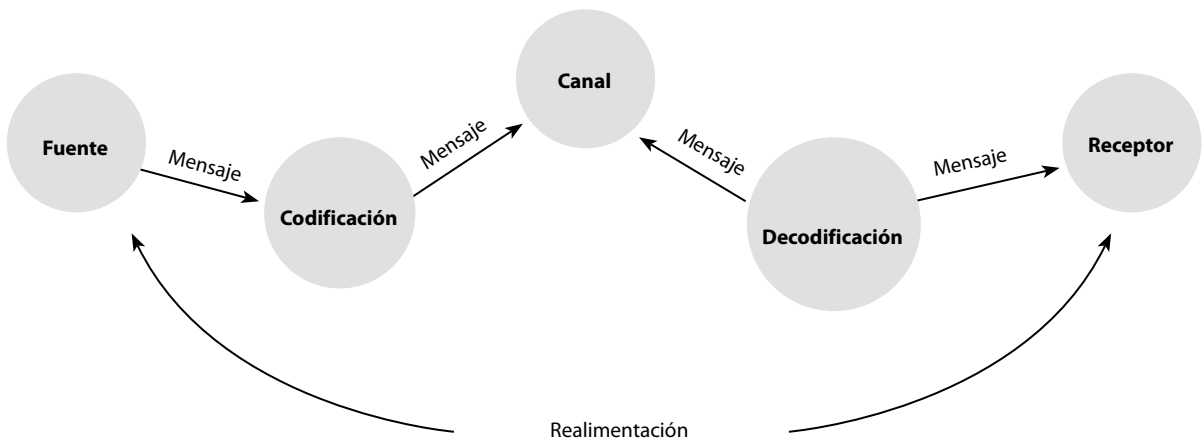 Fuente
Mensaje
Codificación
Mensaje
Canal
Mensaje
Decodificación
Mensaje
Receptor
Realimentación